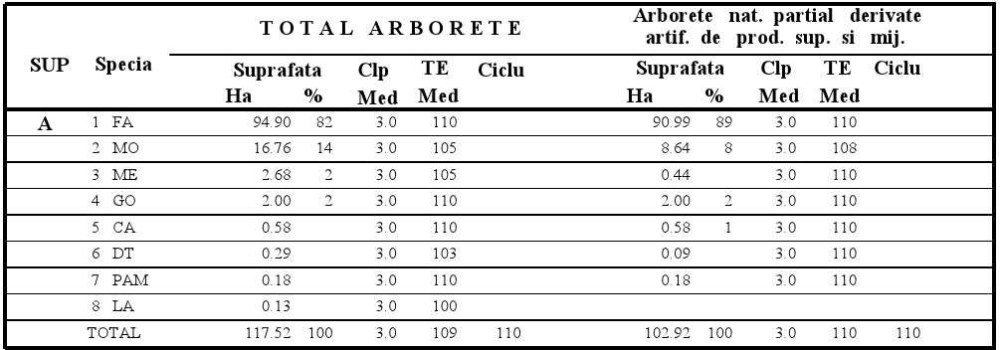 T O T A L   A R B O R E T E   Arborete nat. partial derivate
artif. de prod. sup. si mij.
SUP Specia Suprafata Clp TE Ciclu Suprafata Clp TE Ciclu
Ha % Med Med Ha % Med Med
A 1 FA 94.90 82 3.0 110 90.99 89 3.0 110
2 MO 16.76 14 3.0 105 8.64 8 3.0 108
3 ME 2.68 2 3.0 105 0.44 3.0 110
4 GO 2.00 2 3.0 110 2.00 2 3.0 110
5 CA 0.58 3.0 110 0.58 1 3.0 110
6 DT 0.29 3.0 103 0.09 3.0 110
7 PAM 0.18 3.0 110 0.18 3.0 110
8 LA 0.13 3.0 100
TOTAL 117.52 100 3.0 109 110 102.92 100 3.0 110 110